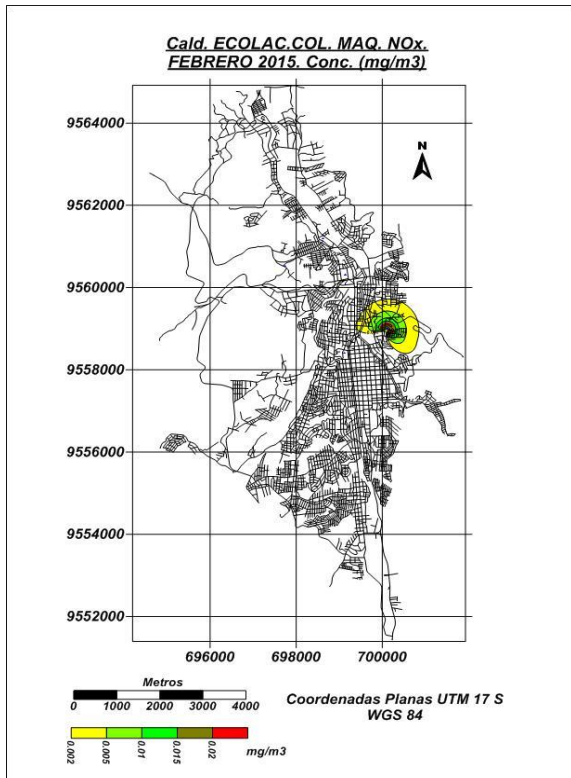 Cald. ECOLAC.COL. MAQ. NOx.
FEBRERO 2015. Conc. (mg/m3)
9564000
N
9562000
9560000
9558000
9556000
9554000
9552000
696000 698000 700000
Metros
0 1000 2000 3000 4000
Coordenadas Planas UTM 17 S
WGS 84
0.002 0.005 0.01 0.015 0.02
mg/m3